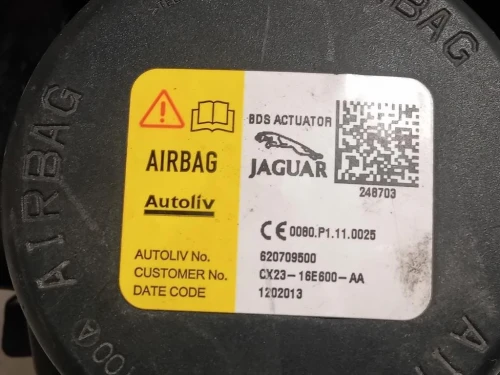 AIRBAG
AIRBAG
BDS ACTUATOR
JAGUAR
248703
AIRBAG
Autoliv
CE 0080.P1.11.0025
AUTOLIV No. 620709500
CUSTOMER No. CX23-16E600-AA
DATE CODE 1202013